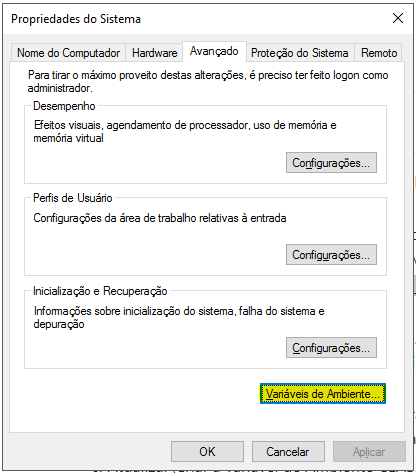 Propriedades do Sistema
Nome do Computador Hardware Avançado Proteção do Sistema Remoto
Para tirar o máximo proveito destas alterações, é preciso ter feito logon como
administrador.
Desempenho
Efeitos visuais, agendamento de processador, uso de memória e
memória virtual
Configurações...
Perfis de Usuário
Configurações da área de trabalho relativas à entrada
Configurações...
Inicialização e Recuperação
Informações sobre inicialização do sistema, falha do sistema e
depuração
Configurações...
Variáveis de Ambiente...
OK Cancelar Aplicar